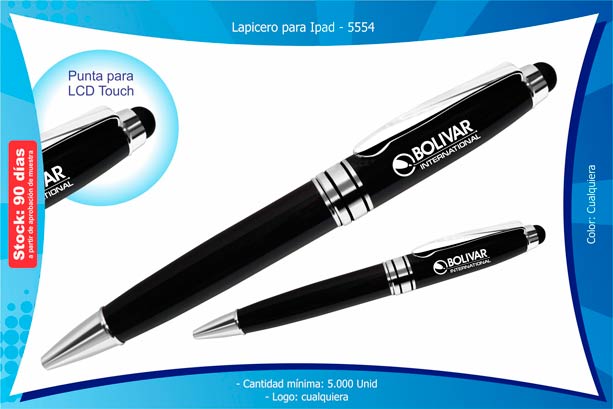 Lapicero para Ipad - 5554
Punta para
LCD Touch
BOLIVAR
INTERNATIONAL
Stock: 90 días
a partir de aprobación de muestra
BOLIVAR
INTERNATIONAL
BOLIVAR
INTERNATIONAL
Color: Cualquiera
- Cantidad mínima: 5.000 Unid
- Logo: cualquiera